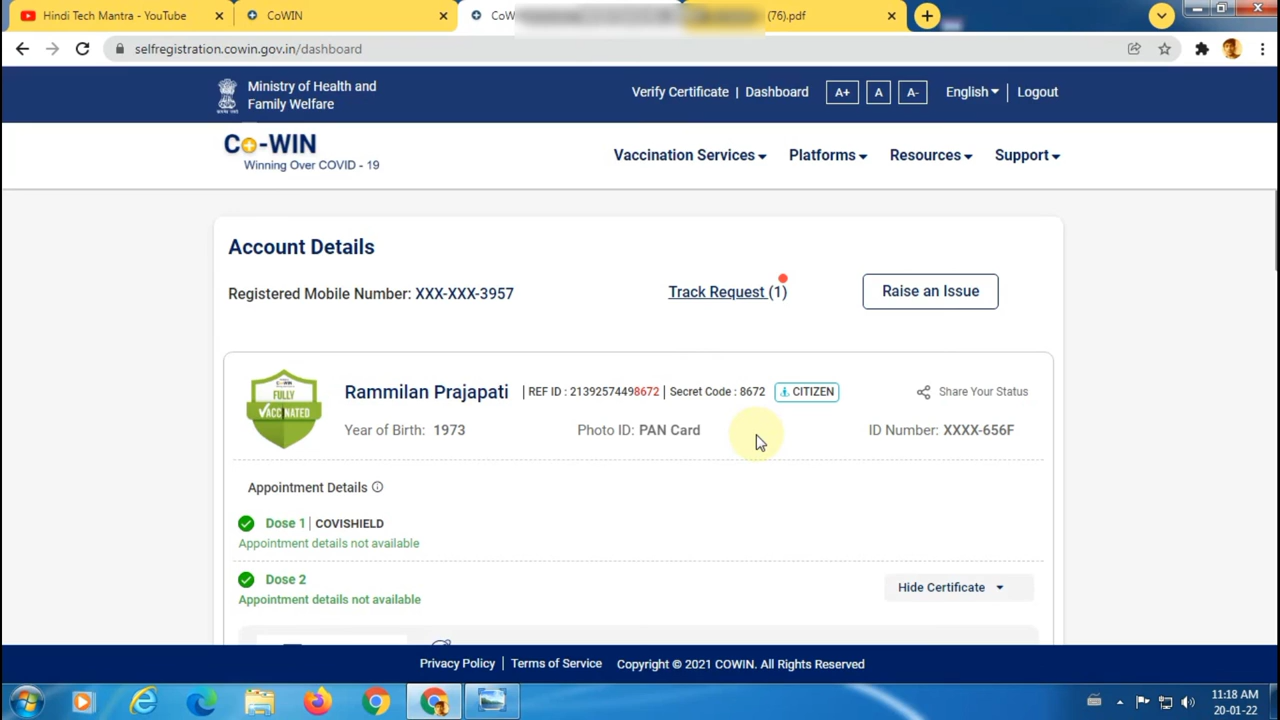 Hindi Tech Mantra - YouTube
CoWIN
CoW
(76).pdf
selfregistration.cowin.gov.in/dashboard
Ministry of Health and
Family Welfare
Verify Certificate | Dashboard A+ A A- English Logout
Co-WIN
Winning Over COVID - 19
Vaccination Services Platforms Resources Support
Account Details
Registered Mobile Number: XXX-XXX-3957
Track Request (1)
Raise an Issue
FULLY
VACCINATED
Rammilan Prajapati | REF ID : 21392574498672 | Secret Code : 8672 CITIZEN Share Your Status
Year of Birth: 1973 Photo ID: PAN Card ID Number: XXXX-656F
Appointment Details
Dose 1 | COVISHIELD
Appointment details not available
Dose 2
Appointment details not available
Hide Certificate
Privacy Policy | Terms of Service Copyright © 2021 COWIN. All Rights Reserved
11:18 AM
20-01-22